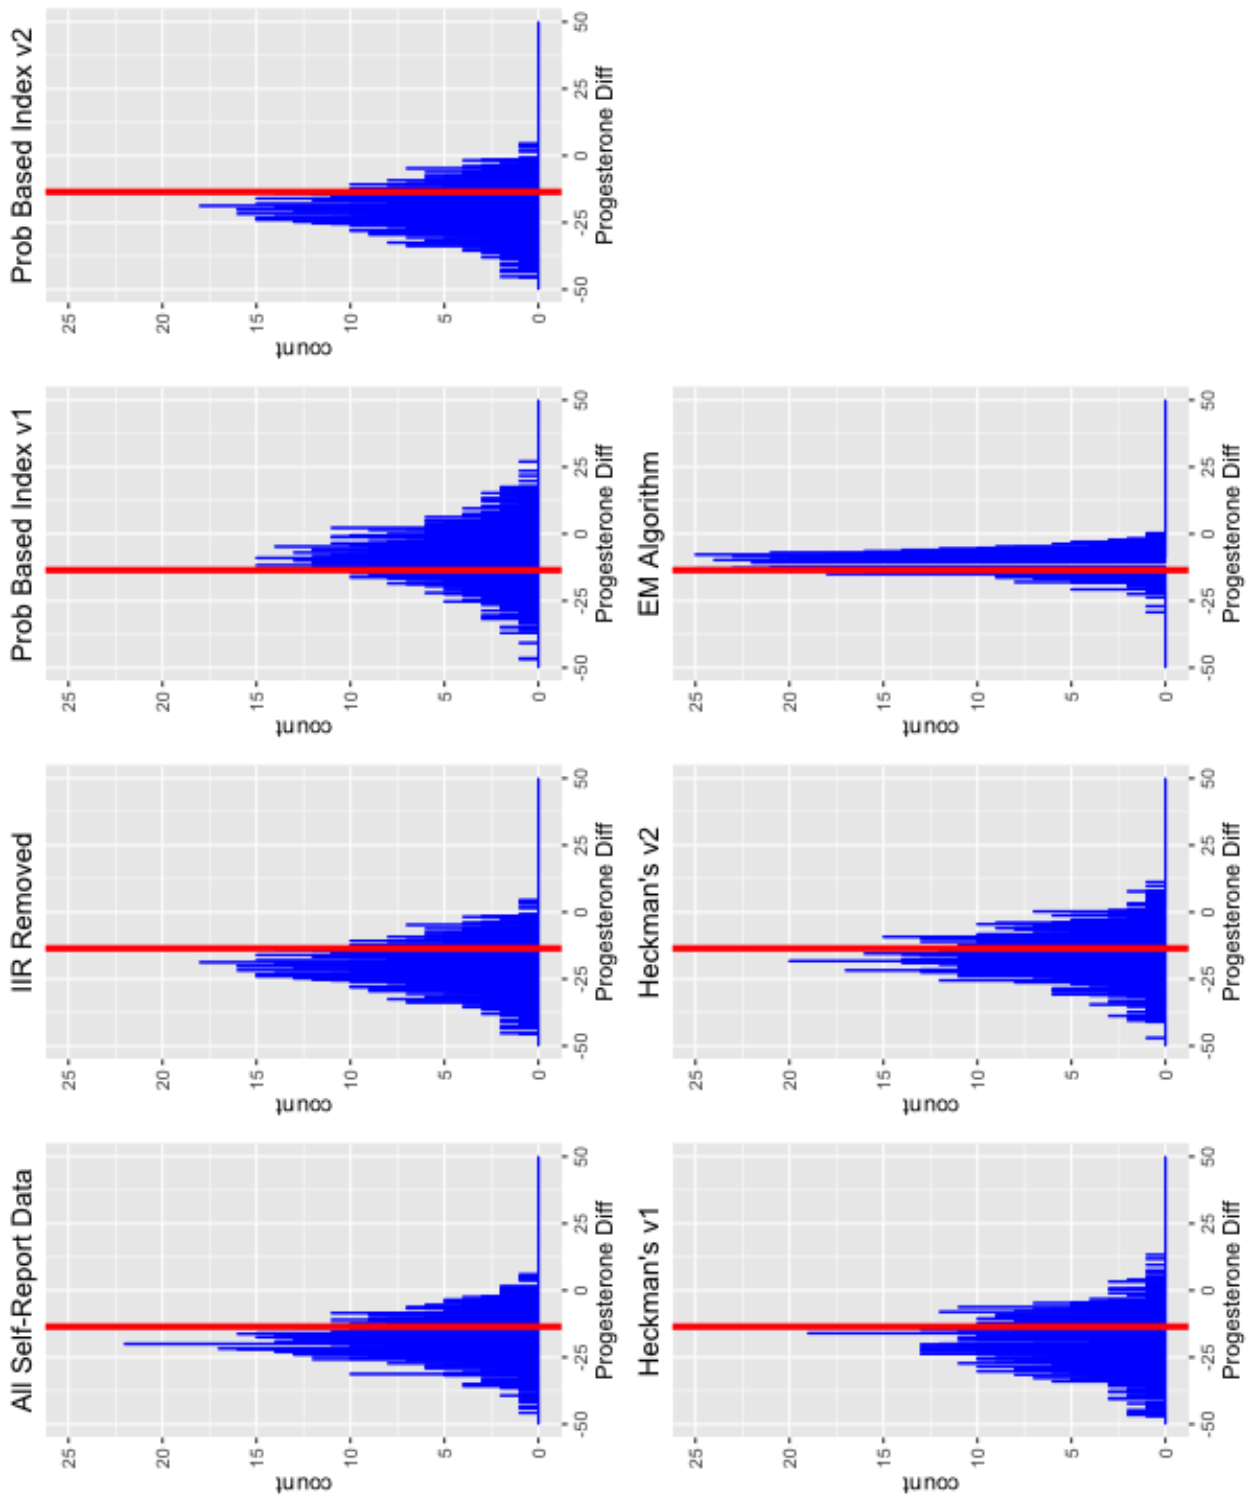 All Self-Report Data
25
20
15
10
5
0
count
-50 -25 0 25 50
Progesterone Diff
IIR Removed
25
20
15
10
5
0
count
-50 -25 0 25 50
Progesterone Diff
Prob Based Index v1
25
20
15
10
5
0
count
-50 -25 0 25 50
Progesterone Diff
Prob Based Index v2
25
20
15
10
5
0
count
-50 -25 0 25 50
Progesterone Diff
Heckman's v1
25
20
15
10
5
0
count
-50 -25 0 25 50
Progesterone Diff
Heckman's v2
25
20
15
10
5
0
count
-50 -25 0 25 50
Progesterone Diff
EM Algorithm
25
20
15
10
5
0
count
-50 -25 0 25 50
Progesterone Diff